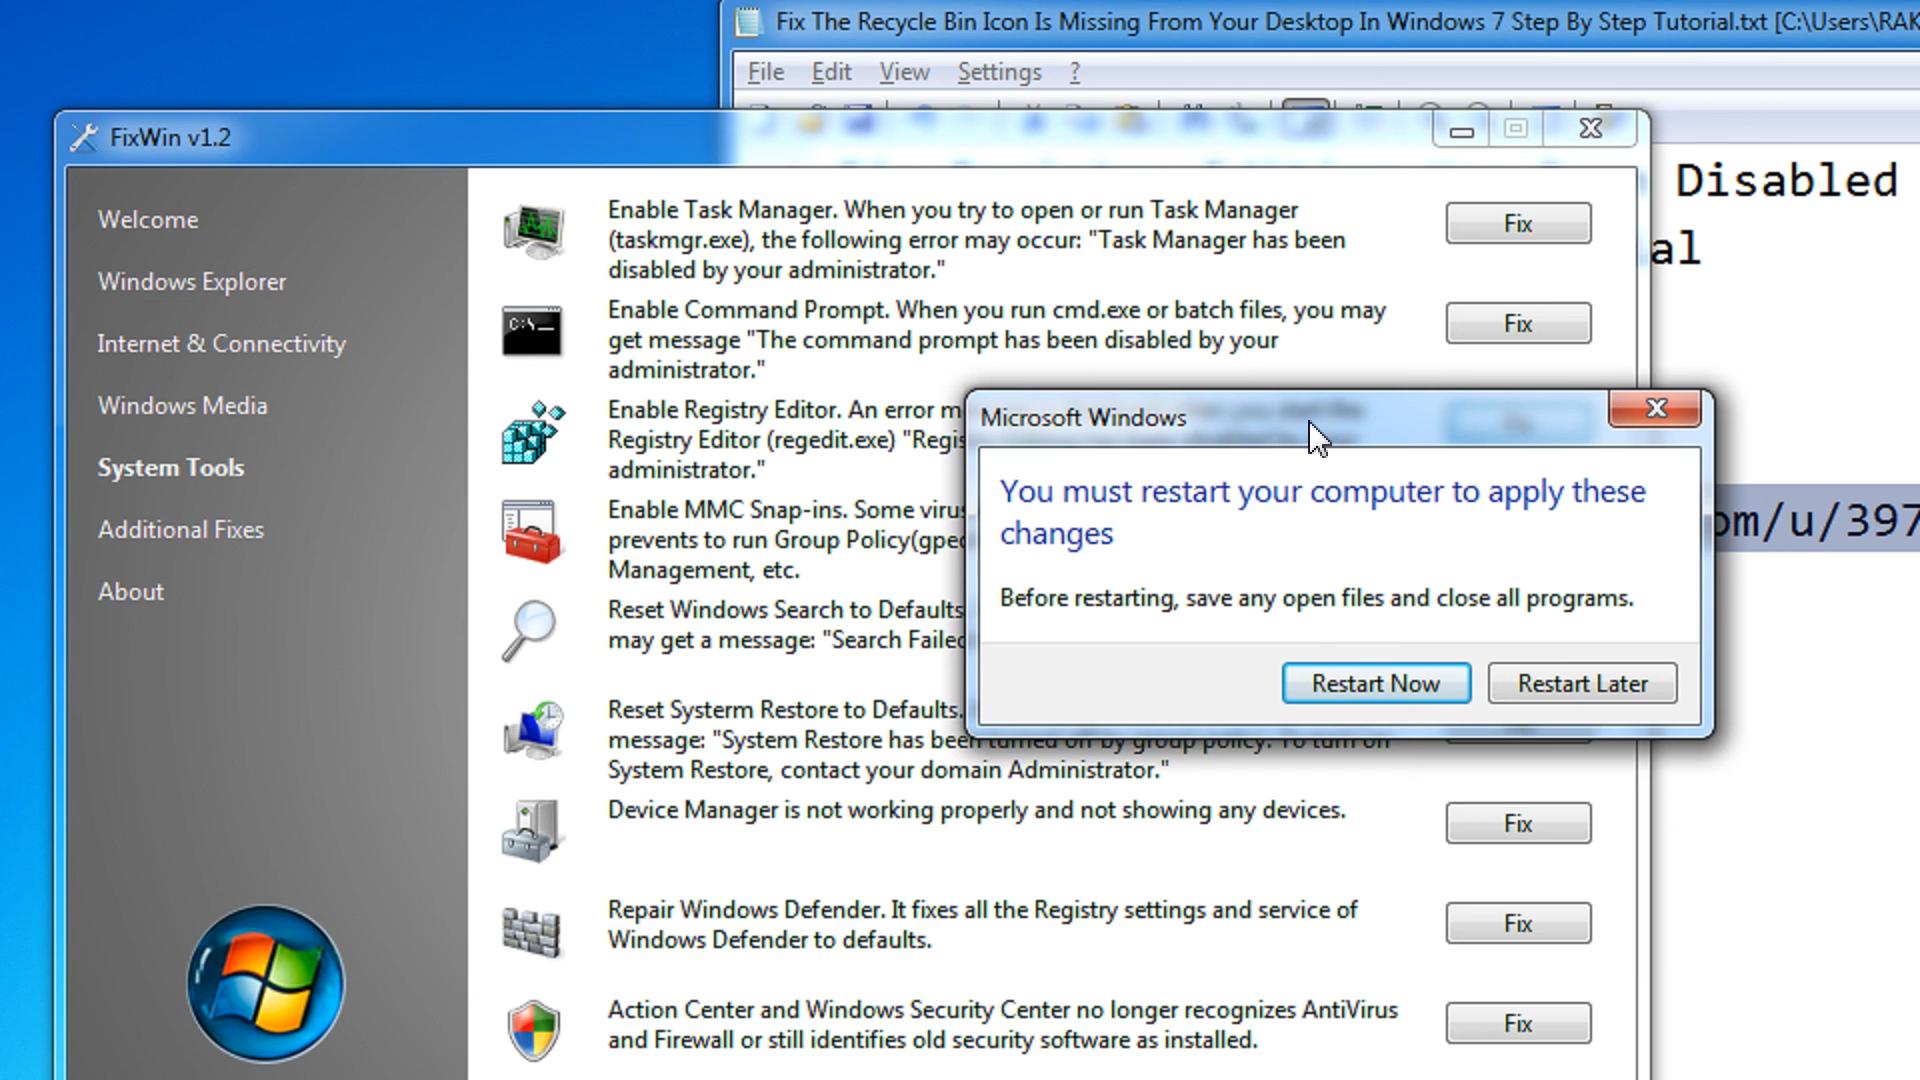 Fix The Recycle Bin Icon Is Missing From Your Desktop In Windows 7 Step By Step Tutorial.txt [C:\Users\RAK
File Edit View Settings ?
FixWin v1.2
Disabled
al
om/u/397
Welcome
Windows Explorer
Internet & Connectivity
Windows Media
System Tools
Additional Fixes
About
Enable Task Manager. When you try to open or run Task Manager
(taskmgr.exe), the following error may occur: "Task Manager has been
disabled by your administrator."
Fix
Enable Command Prompt. When you run cmd.exe or batch files, you may
get message "The command prompt has been disabled by your
administrator."
Fix
Enable Registry Editor. An error m
Registry Editor (regedit.exe) "Regis
administrator."
Enable MMC Snap-ins. Some virus
prevents to run Group Policy(gped
Management, etc.
Reset Windows Search to Defaults
may get a message: "Search Failed
Reset Systerm Restore to Defaults.
message: "System Restore has been turned off by group policy. To turn on
System Restore, contact your domain Administrator."
Device Manager is not working properly and not showing any devices.
Fix
Repair Windows Defender. It fixes all the Registry settings and service of
Windows Defender to defaults.
Fix
Action Center and Windows Security Center no longer recognizes AntiVirus
and Firewall or still identifies old security software as installed.
Fix
Microsoft Windows
You must restart your computer to apply these
changes
Before restarting, save any open files and close all programs.
Restart Now
Restart Later